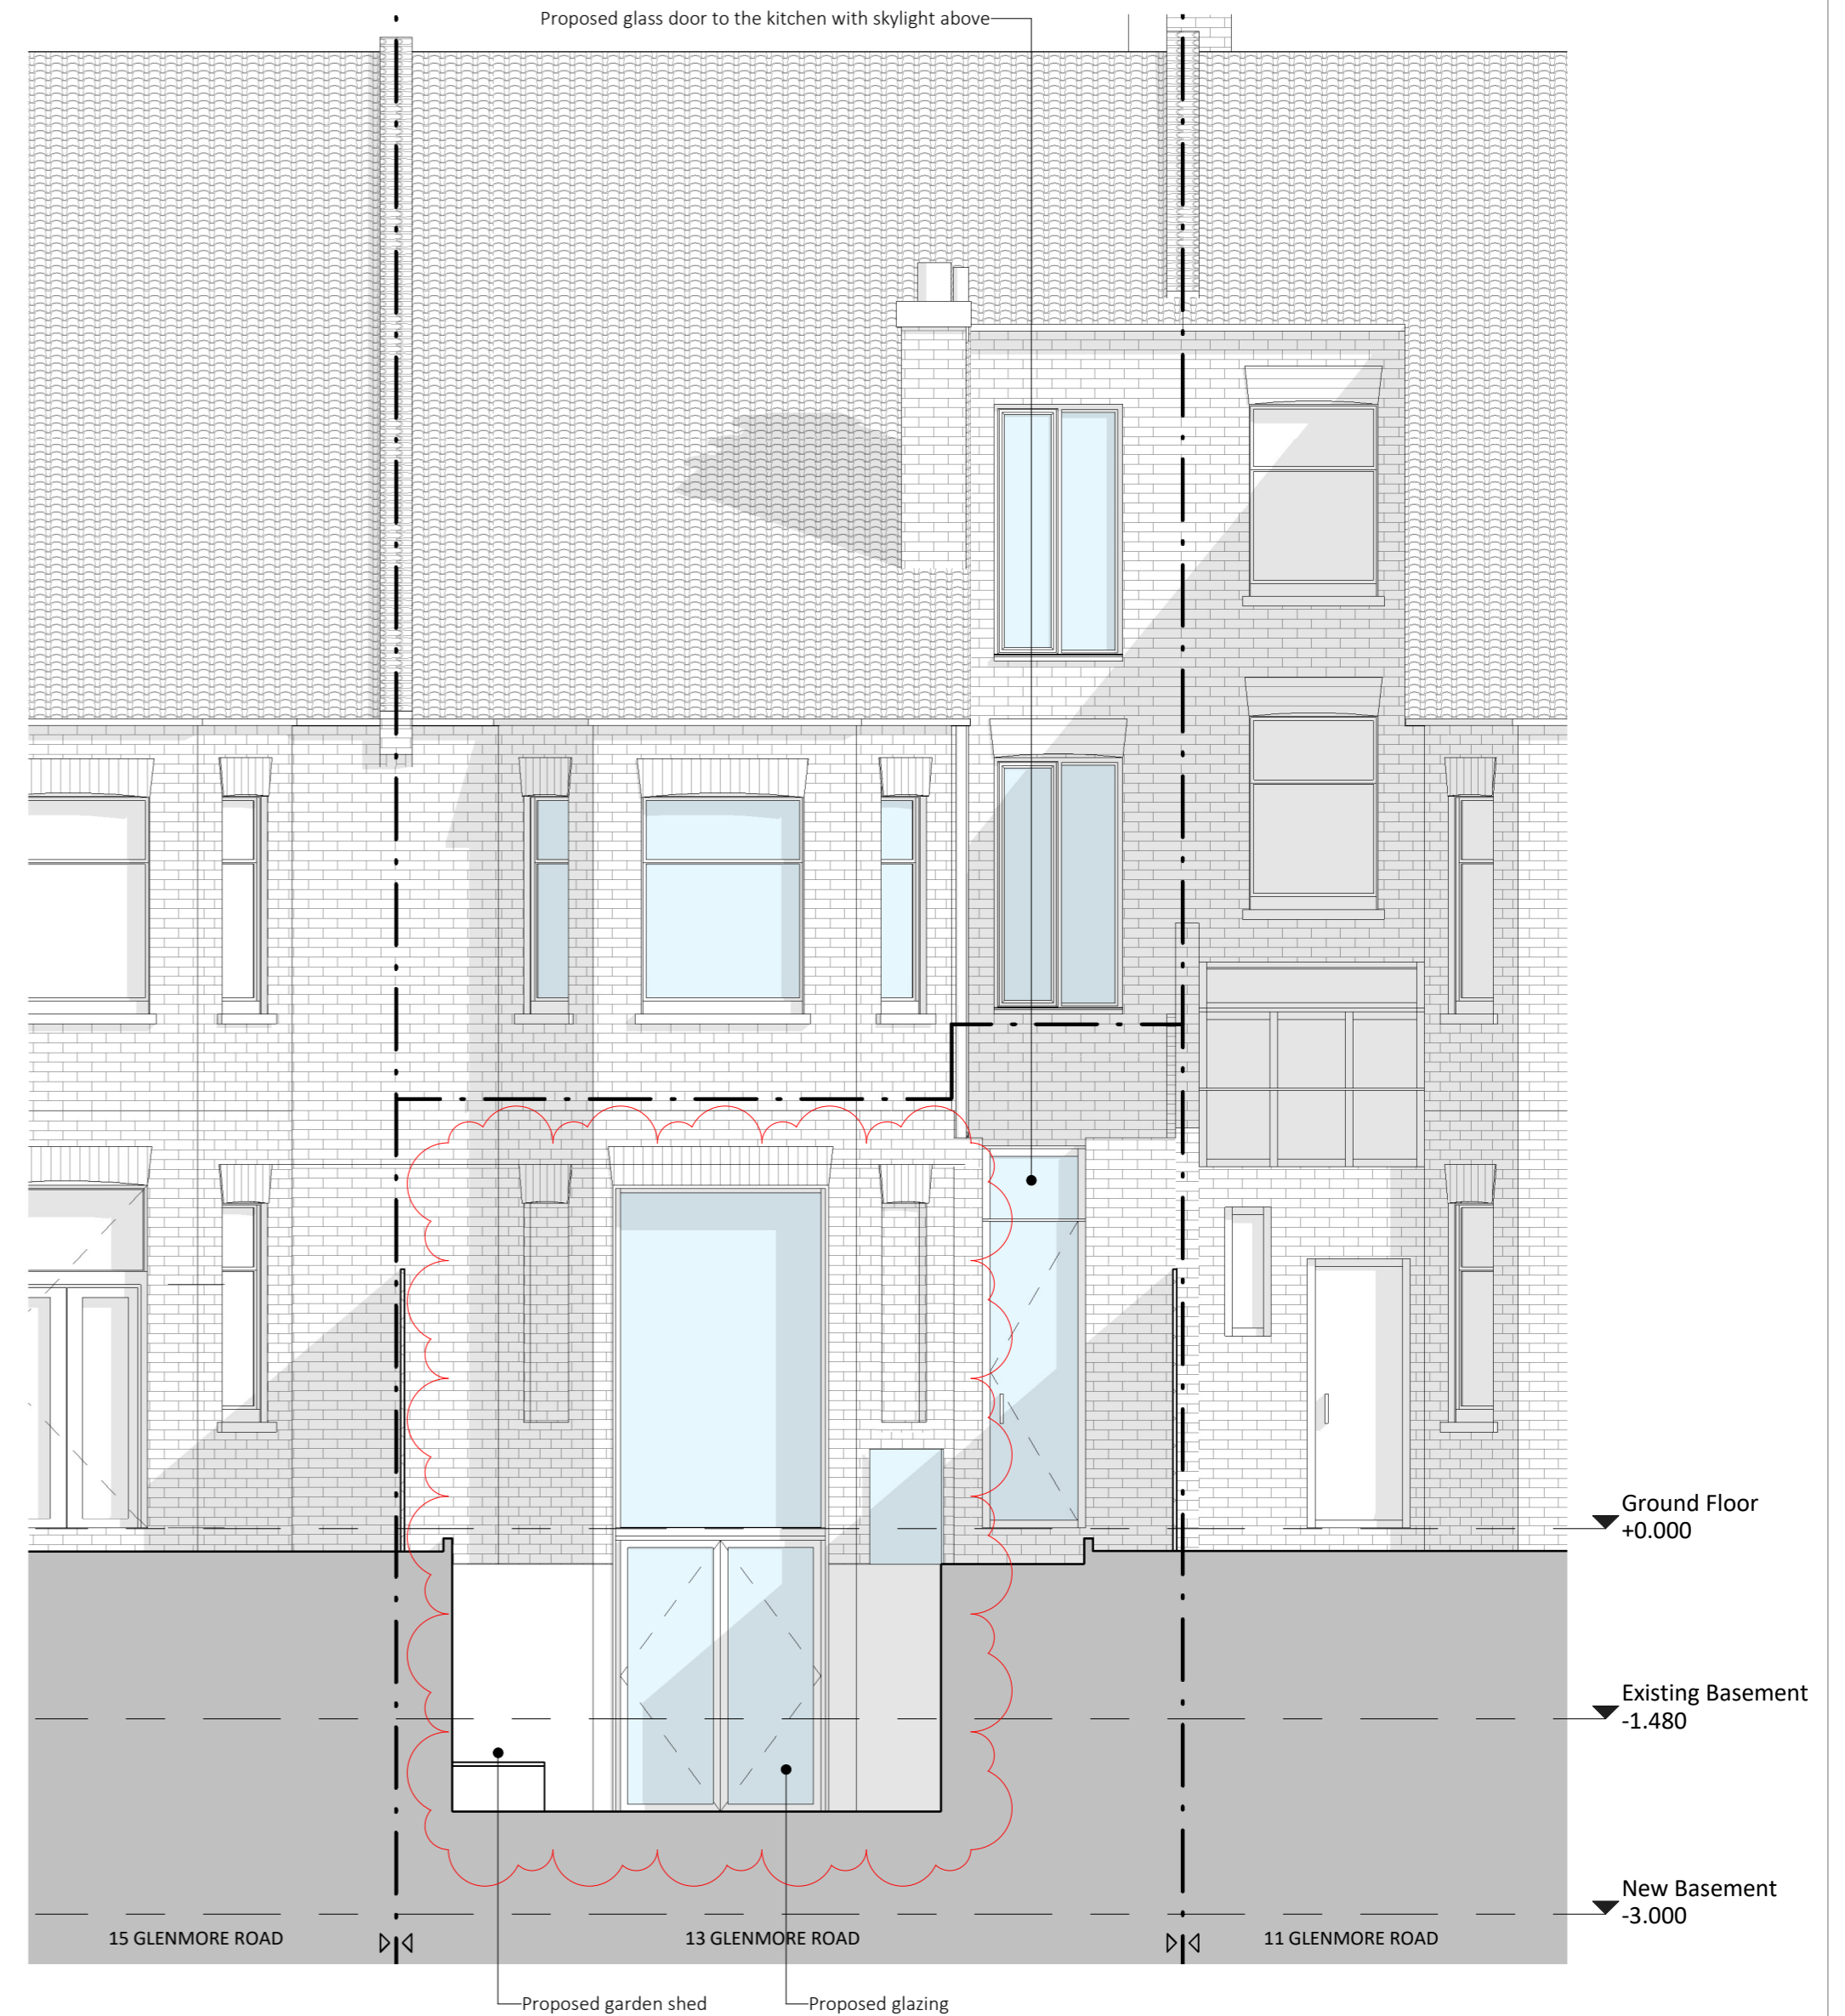 Proposed glass door to the kitchen with skylight above
Ground Floor
+0.000
Existing Basement
-1.480
New Basement
-3.000
15 GLENMORE ROAD
13 GLENMORE ROAD
11 GLENMORE ROAD
Proposed garden shed
Proposed glazing